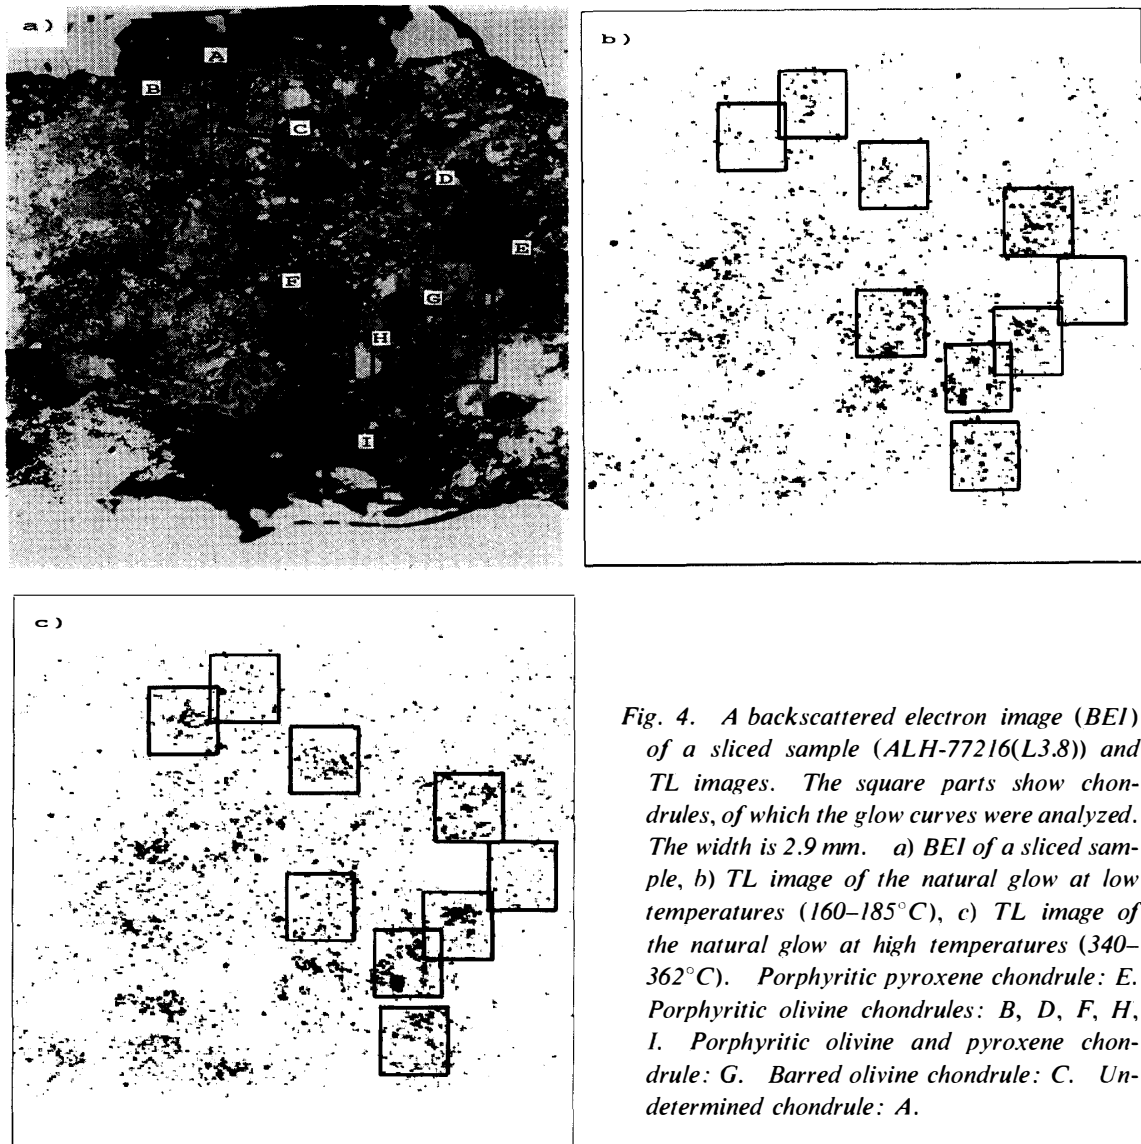 a)
A
B
C
D
E
F
G
H
I
b)
c)
Fig. 4. A backscattered electron image (BEI)
of a sliced sample (ALH-77216(L3.8)) and
TL images. The square parts show chon-
drules, of which the glow curves were analyzed.
The width is 2.9 mm. a) BEI of a sliced sam-
ple, b) TL image of the natural glow at low
temperatures (160–185°C), c) TL image of
the natural glow at high temperatures (340–
362°C). Porphyritic pyroxene chondrule: E.
Porphyritic olivine chondrules: B, D, F, H,
I. Porphyritic olivine and pyroxene chon-
drule: G. Barred olivine chondrule: C. Un-
determined chondrule: A.